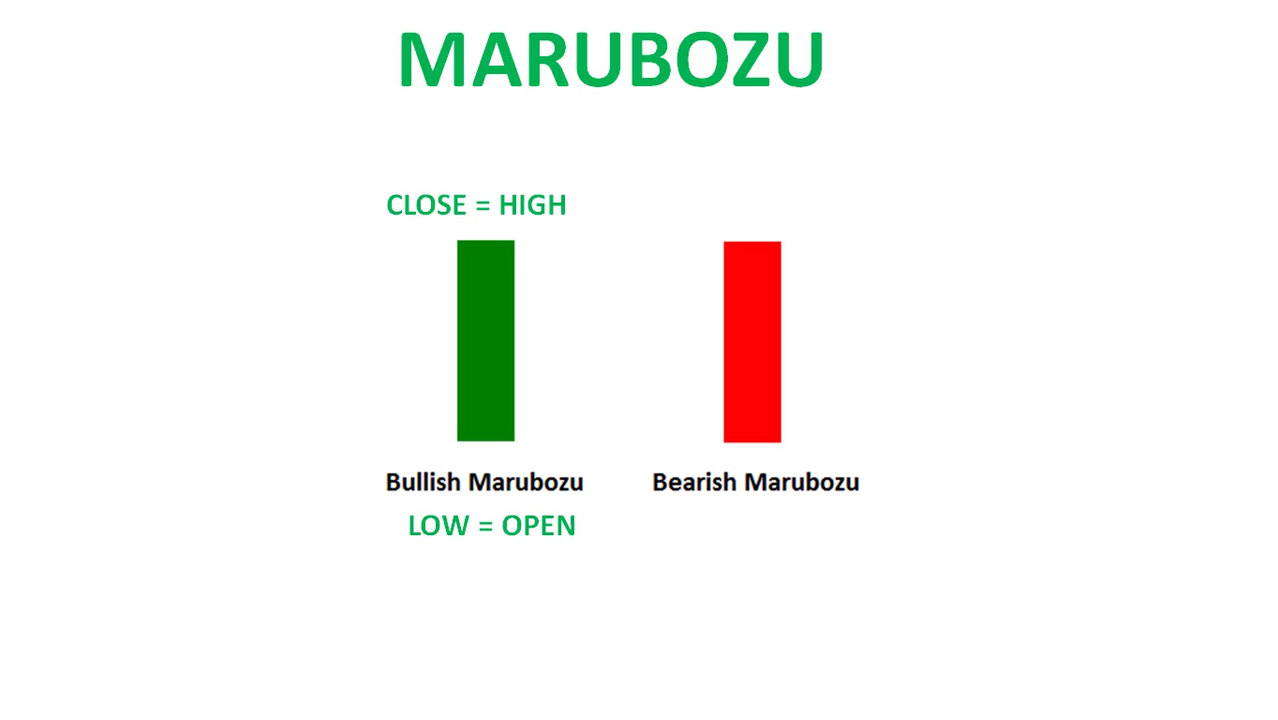 MARUBOZU
CLOSE = HIGH
Bullish Marubozu
Bearish Marubozu
LOW = OPEN